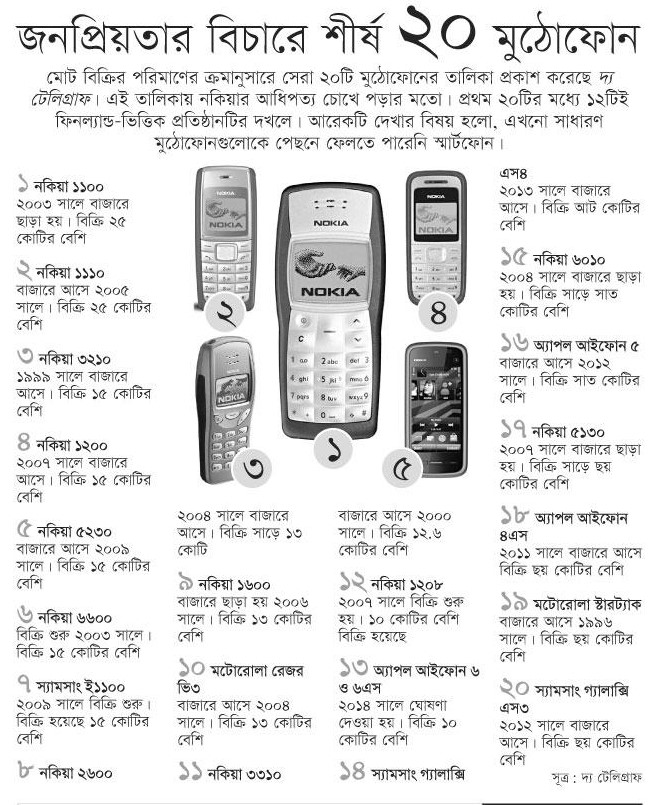 জনপ্রিয়তার বিচারে শীর্ষ ২০ মুঠোফোন
মোট বিক্রির পরিমাণের ক্রমানুসারে সেরা ২০টি মুঠোফোনের তালিকা প্রকাশ করেছে দ্য
টেলিগ্রাফ। এই তালিকায় নকিয়ার আধিপত্য চোখে পড়ার মতো। প্রথম ২০টির মধ্যে ১২টিই
ফিনল্যান্ড-ভিত্তিক প্রতিষ্ঠানটির দখলে। আরেকটি দেখার বিষয় হলো, এখনো সাধারণ
মুঠোফোনগুলোকে পেছনে ফেলতে পারেনি স্মার্টফোন।
১ নকিয়া ১১০০
২০০৩ সালে বাজারে
ছাড়া হয়। বিক্রি ২৫
কোটির বেশি
২ নকিয়া ১১১০
বাজারে আসে ২০০৫
সালে। বিক্রি ২৫ কোটির
বেশি
৩ নকিয়া ৩২১০
১৯৯৯ সালে বাজারে
আসে। বিক্রি ১৫ কোটির
বেশি
৪ নকিয়া ১২০০
২০০৭ সালে বাজারে
আসে। বিক্রি ১৫ কোটির
বেশি
৫ নকিয়া ৫২৩০
বাজারে আসে ২০০৯
সালে। বিক্রি ১৫ কোটির
বেশি
৬ নকিয়া ৬৬০০
বিক্রি শুরু ২০০৩ সালে।
বিক্রি ১৫ কোটির বেশি
৭ স্যামসাং ই১১০০
২০০৯ সালে বিক্রি শুরু।
বিক্রি হয়েছে ১৫ কোটির
বেশি
৮ নকিয়া ২৬০০
NOKIA
২
NOKIA
NOKIA
১
NOKIA
৪
NOKIA
৩
৫
২০০৪ সালে বাজারে
আসে। বিক্রি সাড়ে ১৩
কোটি
৯ নকিয়া ১৬০০
বাজারে ছাড়া হয় ২০০৬
সালে। বিক্রি ১৩ কোটির
বেশি
১০ মটোরোলা রেজর
ভি৩
বাজারে আসে ২০০৪
সালে। বিক্রি ১৩ কোটির
বেশি
১১ নকিয়া ৩৩১০
বাজারে আসে ২০০০
সালে। বিক্রি ১২.৬
কোটির বেশি
১২ নকিয়া ১২০৮
২০০৭ সালে বিক্রি শুরু
হয়। ১০ কোটির বেশি
বিক্রি হয়েছে
১৩ অ্যাপল আইফোন ৬
ও ৬এস
২০১৪ সালে ঘোষণা
দেওয়া হয়। বিক্রি ১০
কোটির বেশি
১৪ স্যামসাং গ্যালাক্সি
এস৪
২০১৩ সালে বাজারে
আসে। বিক্রি আট কোটির
বেশি
১৫ নকিয়া ৬০১০
২০০৪ সালে বাজারে ছাড়া
হয়। বিক্রি সাড়ে সাত
কোটির বেশি
১৬ অ্যাপল আইফোন ৫
বাজারে আসে ২০১২
সালে। বিক্রি সাত কোটির
বেশি
১৭ নকিয়া ৫১৩০
২০০৭ সালে বাজারে ছাড়া
হয়। বিক্রি সাড়ে ছয়
কোটির বেশি
১৮ অ্যাপল আইফোন
৪এস
২০১১ সালে বাজারে আসে
বিক্রি ছয় কোটির বেশি
১৯ মটোরোলা স্টারট্যাক
বাজারে আসে ১৯৯৬
সালে। বিক্রি ছয় কোটির
বেশি
২০ স্যামসাং গ্যালাক্সি
এস৩
২০১২ সালে বাজারে
আসে। বিক্রি ছয় কোটির
বেশি
সূত্র : দ্য টেলিগ্রাফ